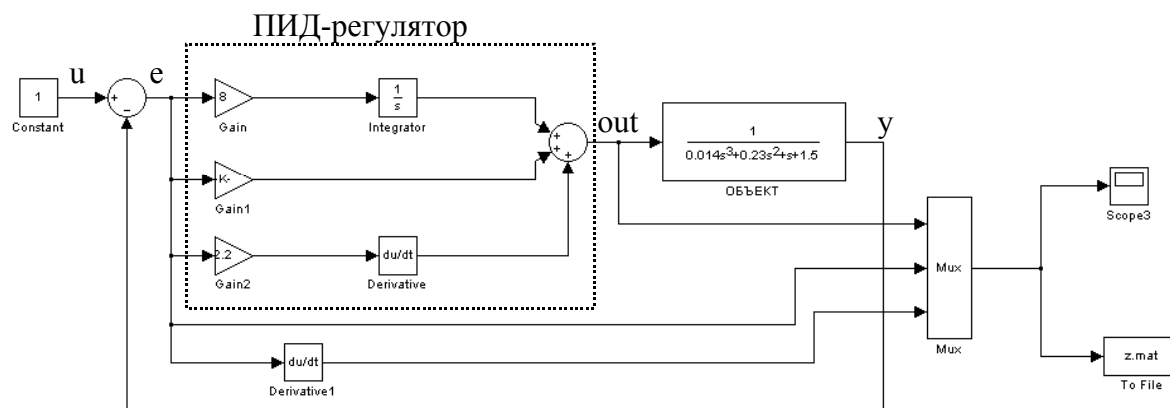 ПИД-регулятор
u
e
1
Constant
+
−
8
Gain
1
s
Integrator
-K-
Gain1
2.2
Gain2
du/dt
Derivative
+
+
+
out
1
0.014s³+0.23s²+s+1.5
ОБЪЕКТ
y
Mux
Mux
Scope3
z.mat
To File
du/dt
Derivative1